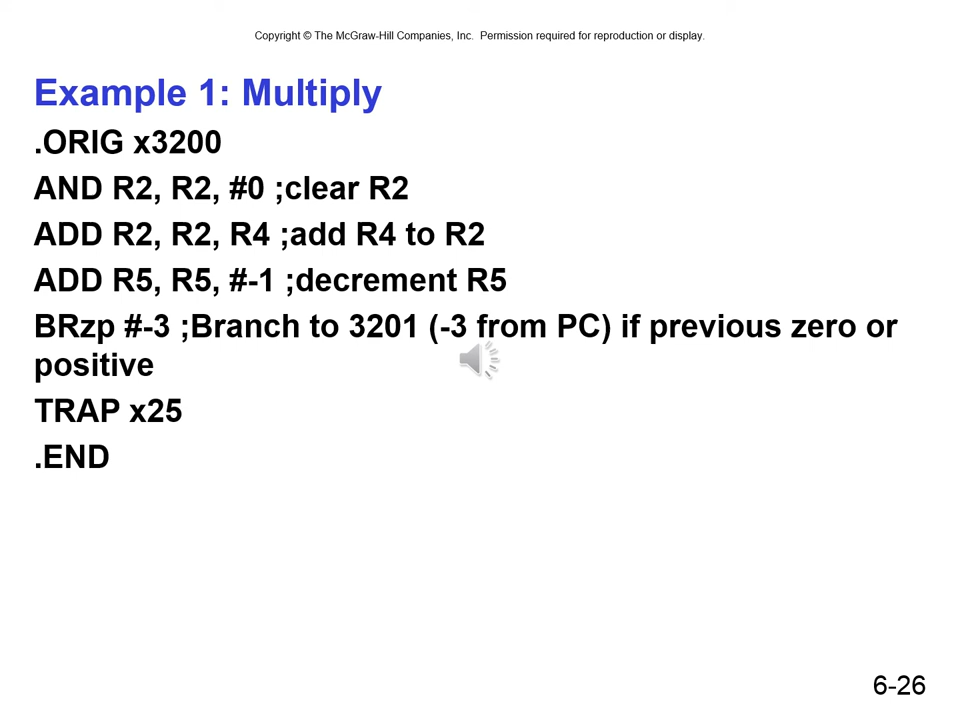 Copyright © The McGraw-Hill Companies, Inc.  Permission required for reproduction or display.
Example 1: Multiply
.ORIG x3200
AND R2, R2, #0 ;clear R2
ADD R2, R2, R4 ;add R4 to R2
ADD R5, R5, #-1 ;decrement R5
BRzp #-3 ;Branch to 3201 (-3 from PC) if previous zero or
positive
TRAP x25
.END
6-26